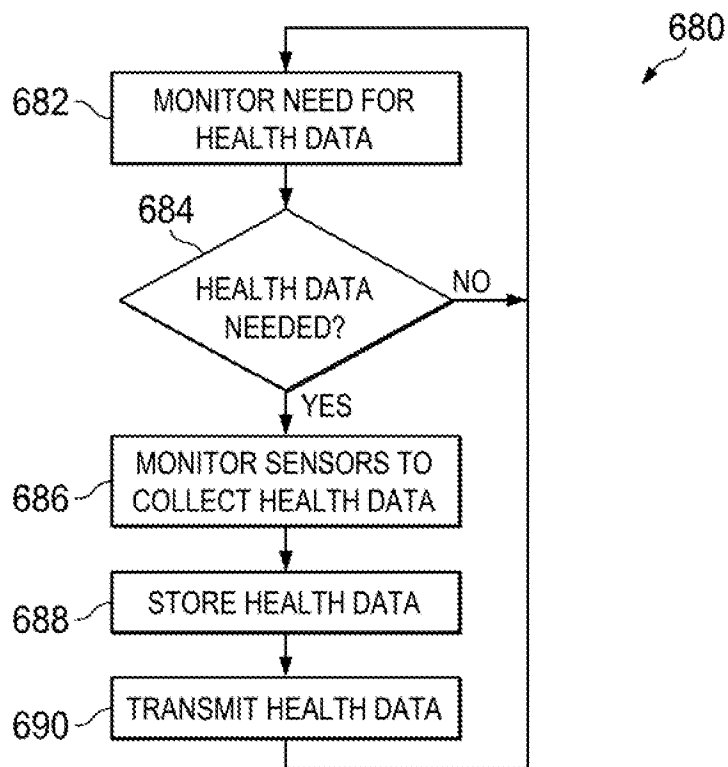 680
682
MONITOR NEED FOR
HEALTH DATA
684
HEALTH DATA
NEEDED?
NO
YES
686
MONITOR SENSORS TO
COLLECT HEALTH DATA
688
STORE HEALTH DATA
690
TRANSMIT HEALTH DATA